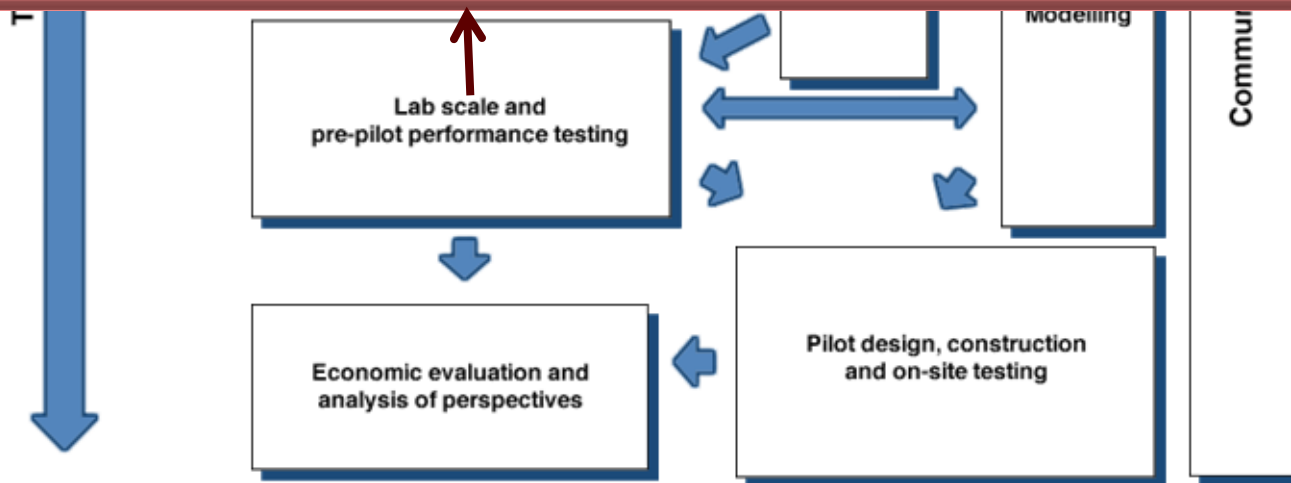 Modelling
Lab scale and
pre-pilot performance testing
Pilot design, construction
and on-site testing
Economic evaluation and
analysis of perspectives